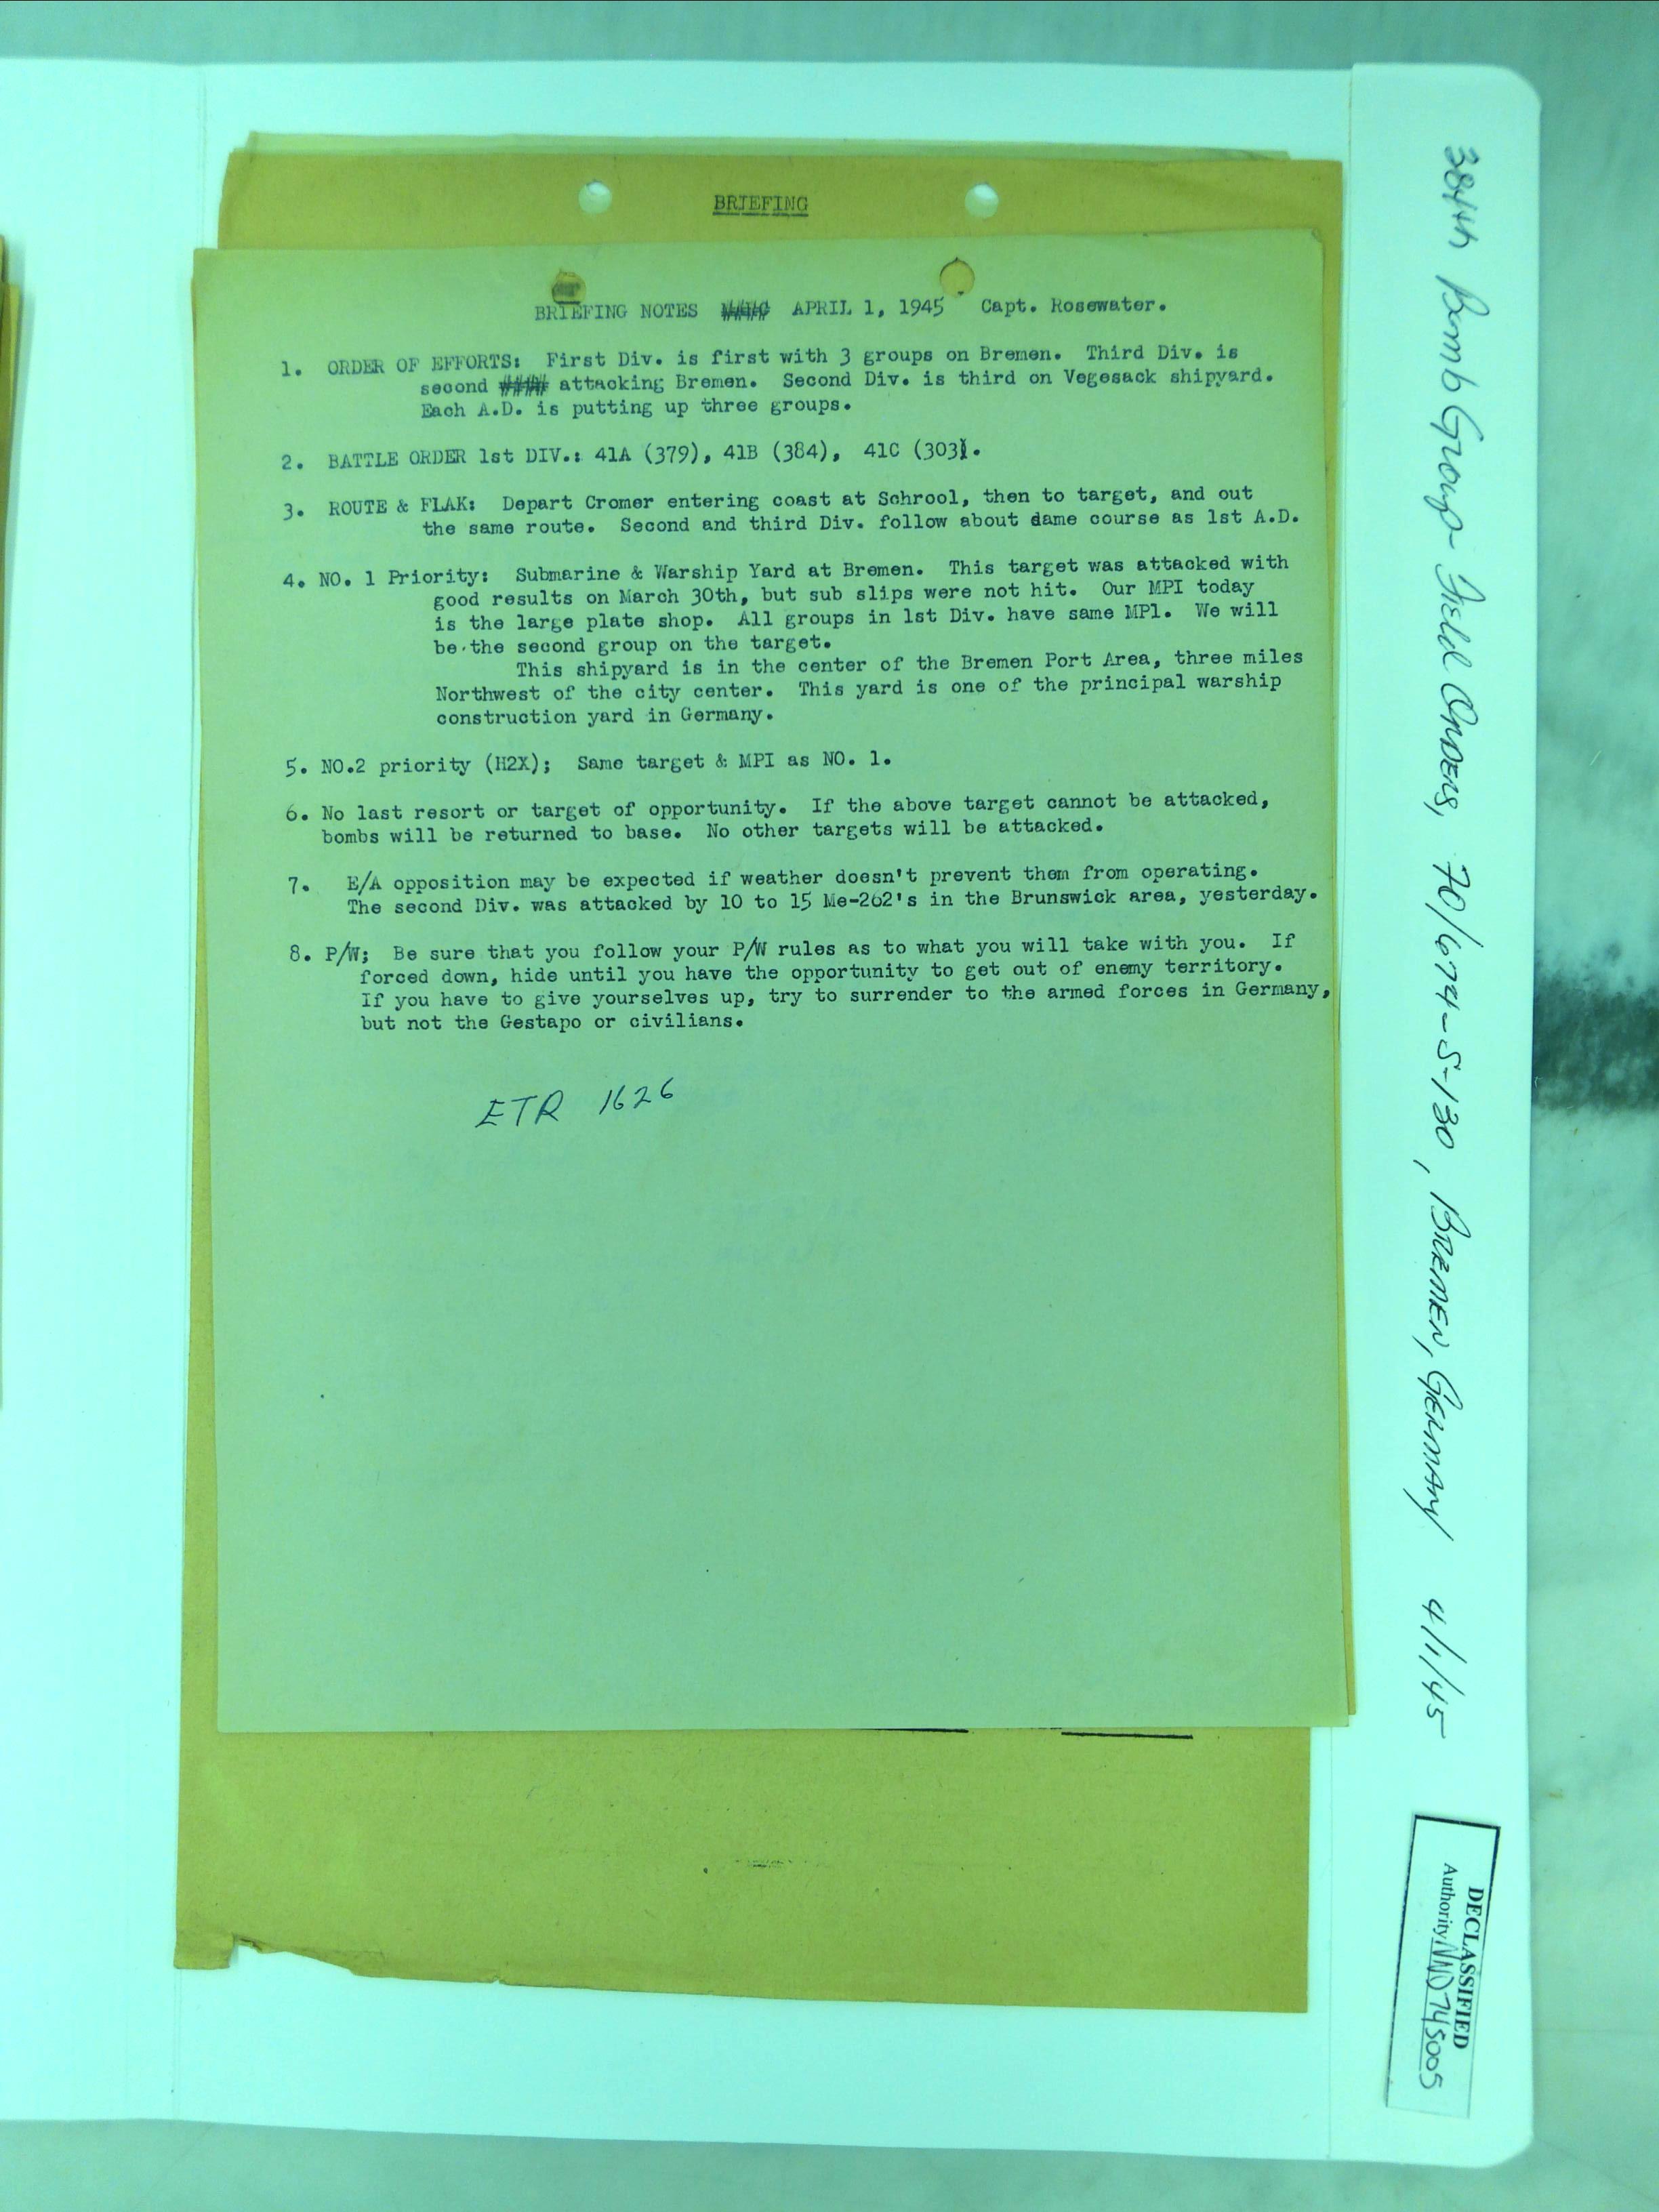 BRIEFING
BRIEFING NOTES APRIL 1, 1945 Capt. Rosewater.
1. ORDER OF EFFORTS: First Div. is first with 3 groups on Bremen. Third Div. is
second attacking Bremen. Second Div. is third on Vegesack shipyard.
Each A.D. is putting up three groups.
2. BATTLE ORDER 1st DIV.: 41A (379), 41B (384), 41C (303).
3. ROUTE & FLAK: Depart Cromer entering coast at Schrool, then to target, and out
the same route. Second and third Div. follow about dame course as 1st A.D.
4. NO. 1 Priority: Submarine & Warship Yard at Bremen. This target was attacked with
good results on March 30th, but sub slips were not hit. Our MPI today
is the large plate shop. All groups in 1st Div. have same MP1. We will
be the second group on the target.
This shipyard is in the center of the Bremen Port Area, three miles
Northwest of the city center. This yard is one of the principal warship
construction yard in Germany.
5. NO.2 priority (H2X); Same target & MPI as NO. 1.
6. No last resort or target of opportunity. If the above target cannot be attacked,
bombs will be returned to base. No other targets will be attacked.
7. E/A opposition may be expected if weather doesn't prevent them from operating.
The second Div. was attacked by 10 to 15 Me-262's in the Brunswick area, yesterday.
8. P/W; Be sure that you follow your P/W rules as to what you will take with you. If
forced down, hide until you have the opportunity to get out of enemy territory.
If you have to give yourselves up, try to surrender to the armed forces in Germany,
but not the Gestapo or civilians.
ETR 1626
384th Bomb Group Field Orders, 70/674-S-130, BREMEN, GERMANY 4/1/45
DECLASSIFIED
Authority NND 745005